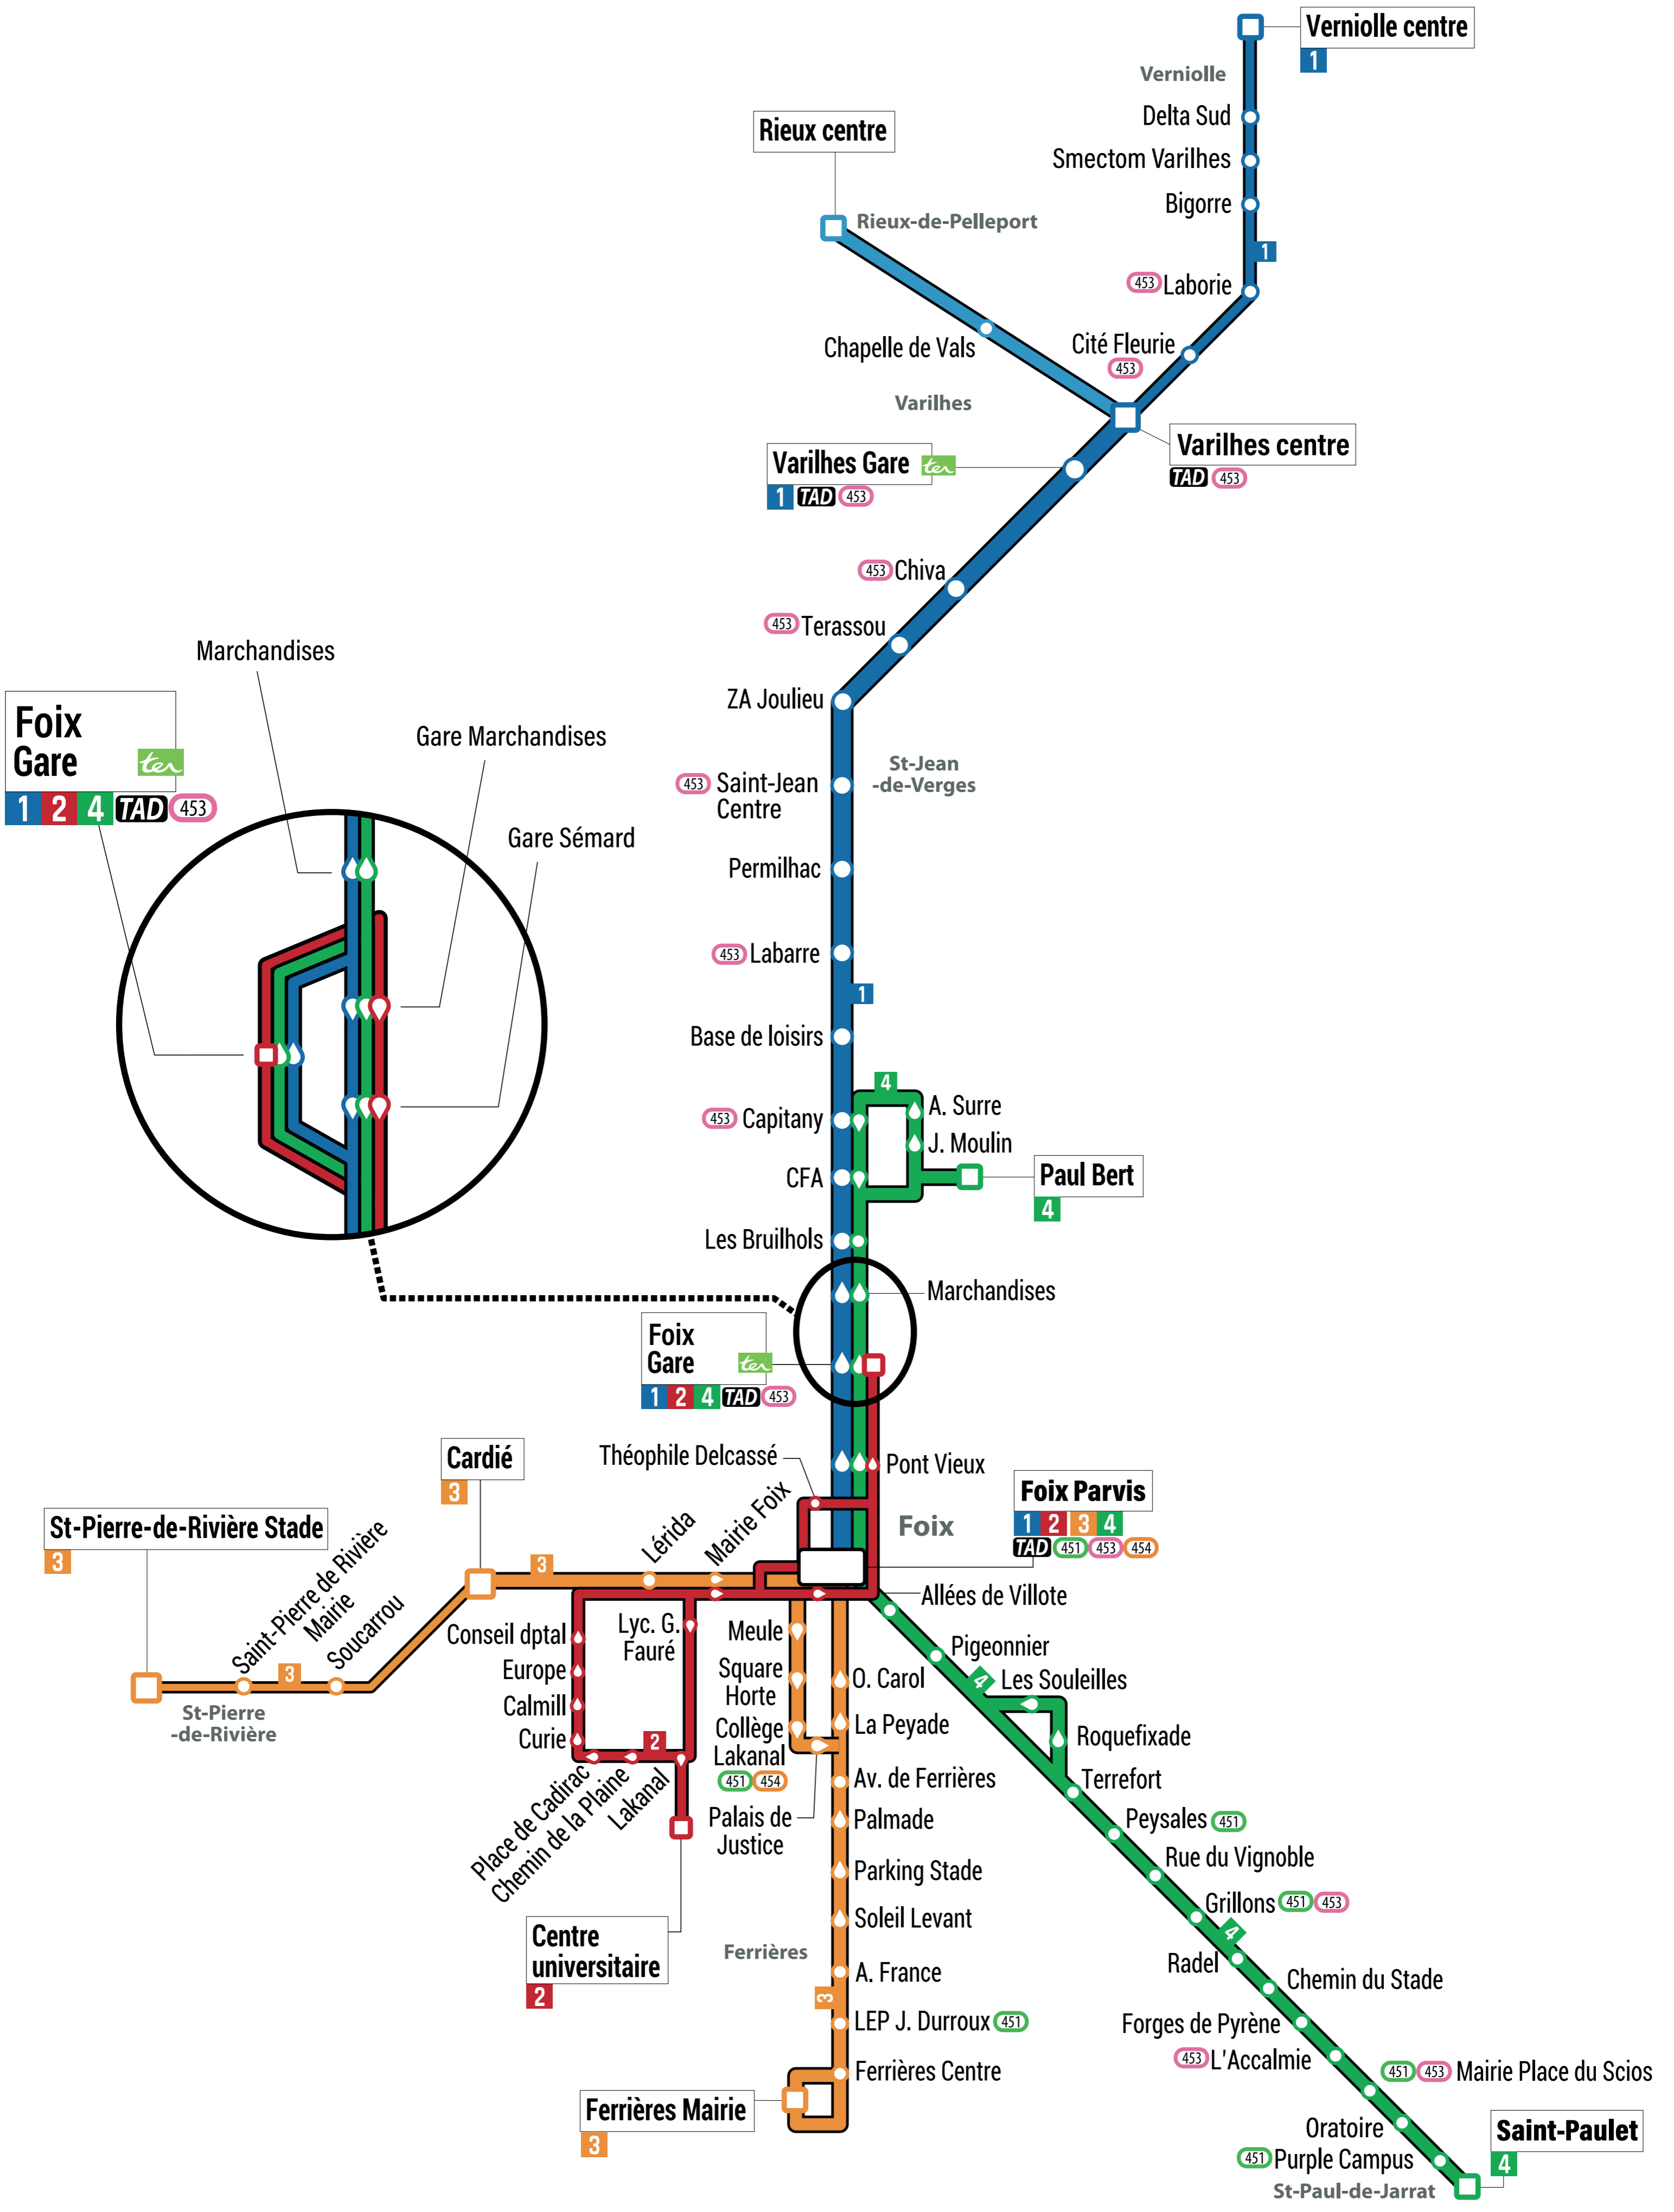 Verniolle centre
1
Verniolle
Delta Sud
Smectom Varilhes
Bigorre
1
453 Laborie
Cité Fleurie
453
Rieux centre
Rieux-de-Pelleport
Chapelle de Vals
Varilhes
Varilhes centre
TAD 453
Varilhes Gare ter
1 TAD 453
453 Chiva
453 Terassou
ZA Joulieu
St-Jean
-de-Verges
453 Saint-Jean
Centre
Permilhac
453 Labarre
1
Base de loisirs
453 Capitany
CFA
Les Bruilhols
4
A. Surre
J. Moulin
Paul Bert
4
Marchandises
Marchandises
Foix
Gare ter
1 2 4 TAD 453
Gare Marchandises
Gare Sémard
Foix
Gare ter
1 2 4 TAD 453
Théophile Delcassé
Pont Vieux
Foix Parvis
1 2 3 4
TAD 451 453 454
Foix
Allées de Villote
Cardié
3
St-Pierre-de-Rivière Stade
3
Saint-Pierre de Rivière
Mairie
3
Soucarrou
St-Pierre
-de-Rivière
3
Lérida
Mairie Foix
Conseil dptal
Europe
Calmill
Curie
Place de Cadirac
Chemin de la Plaine
Lakanal
2
Lyc. G.
Fauré
Centre
universitaire
2
Meule
Square
Horte
Collège
Lakanal
451 454
Palais de
Justice
O. Carol
La Peyade
Av. de Ferrières
Palmade
Parking Stade
Soleil Levant
Ferrières
A. France
3
LEP J. Durroux 451
Ferrières Centre
Ferrières Mairie
3
Pigeonnier
4
Les Souleilles
Roquefixade
Terrefort
Peysales 451
Rue du Vignoble
Grillons 451 453
4
Radel
Chemin du Stade
Forges de Pyrène
453 L'Accalmie
451 453 Mairie Place du Scios
Oratoire
451 Purple Campus
Saint-Paulet
4
St-Paul-de-Jarrat